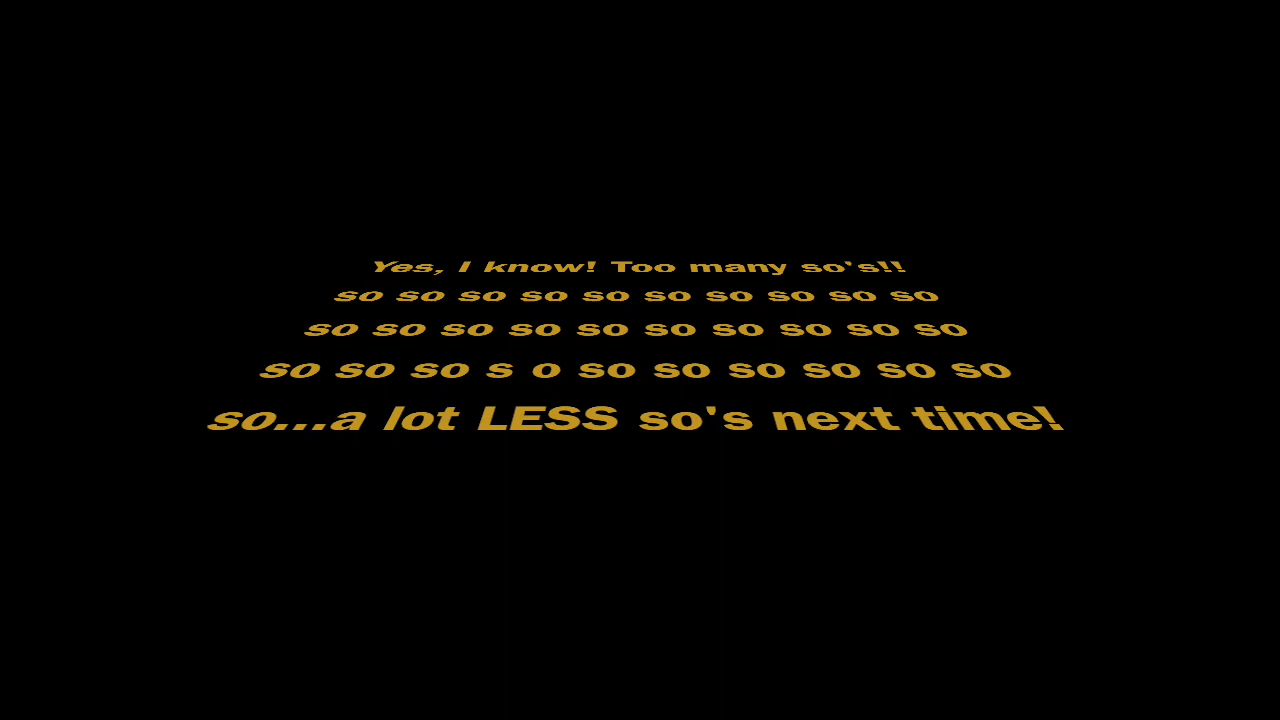 Yes, I know! Too many so's!!
so so so so so so so so so so
so so so so so so so so so so
so so so s o so so so so so so
so...a lot LESS so's next time!